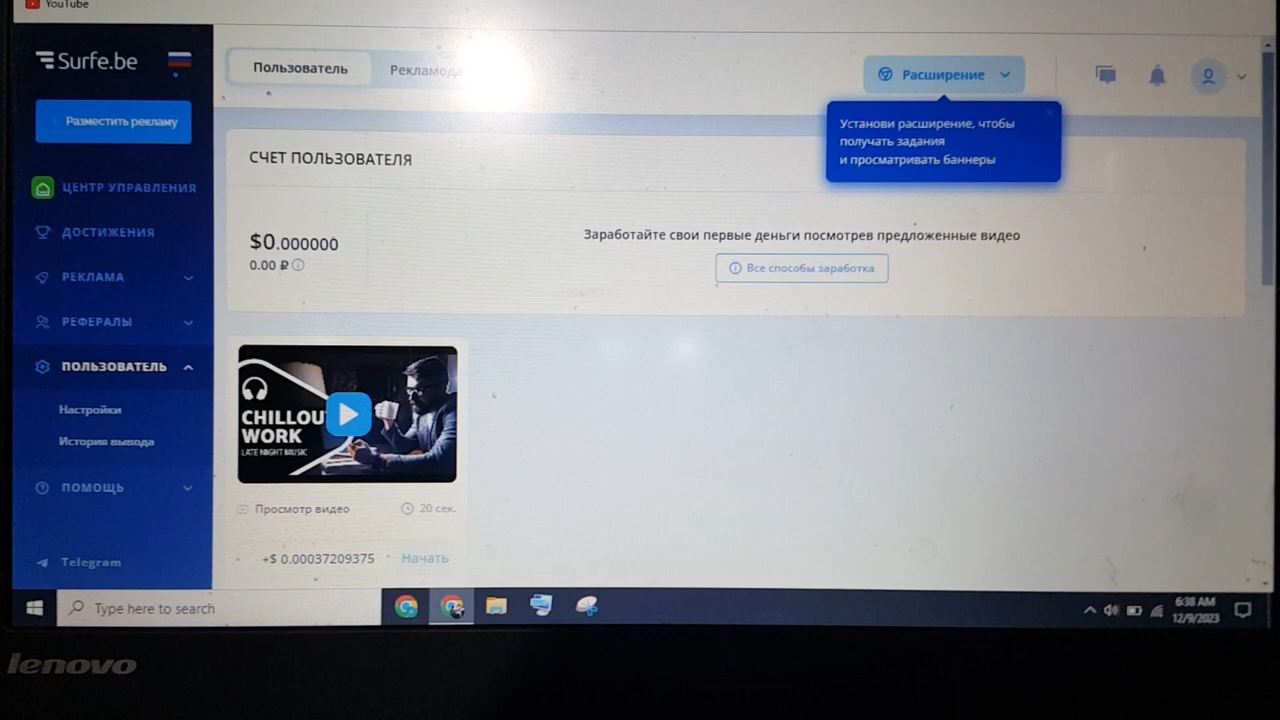 YouTube
Surfe.be
Пользователь
Рекламода
Расширение
Разместить рекламу
Установи расширение, чтобы
получать задания
и просматривать баннеры
СЧЕТ ПОЛЬЗОВАТЕЛЯ
ЦЕНТР УПРАВЛЕНИЯ
ДОСТИЖЕНИЯ
РЕКЛАМА
РЕФЕРАЛЫ
ПОЛЬЗОВАТЕЛЬ
Настройки
История вывода
ПОМОЩЬ
Telegram
$0.000000
0.00 ₽
Заработайте свои первые деньги посмотрев предложенные видео
Все способы заработка
CHILLOU
WORK
LATE NIGHT MUSIC
Просмотр видео
20 сек.
+$ 0.00037209375
Начать
Type here to search
6:38 AM
12/9/2023
lenovo